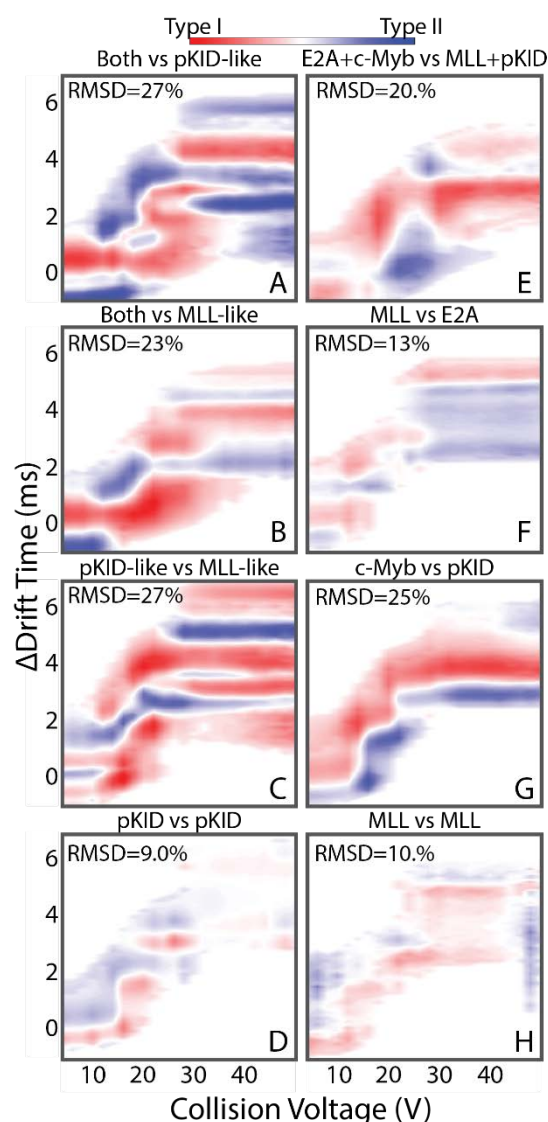 Type I Type II
Both vs pKID-like E2A+c-Myb vs MLL+pKID
RMSD=27% RMSD=20.%
6
4
2
0
A E
Both vs MLL-like MLL vs E2A
RMSD=23% RMSD=13%
6
4
2
0
B F
pKID-like vs MLL-like c-Myb vs pKID
RMSD=27% RMSD=25%
6
4
2
0
C G
pKID vs pKID MLL vs MLL
RMSD=9.0% RMSD=10.%
6
4
2
0
D H
10 20 30 40 10 20 30 40
ΔDrift Time (ms)
Collision Voltage (V)